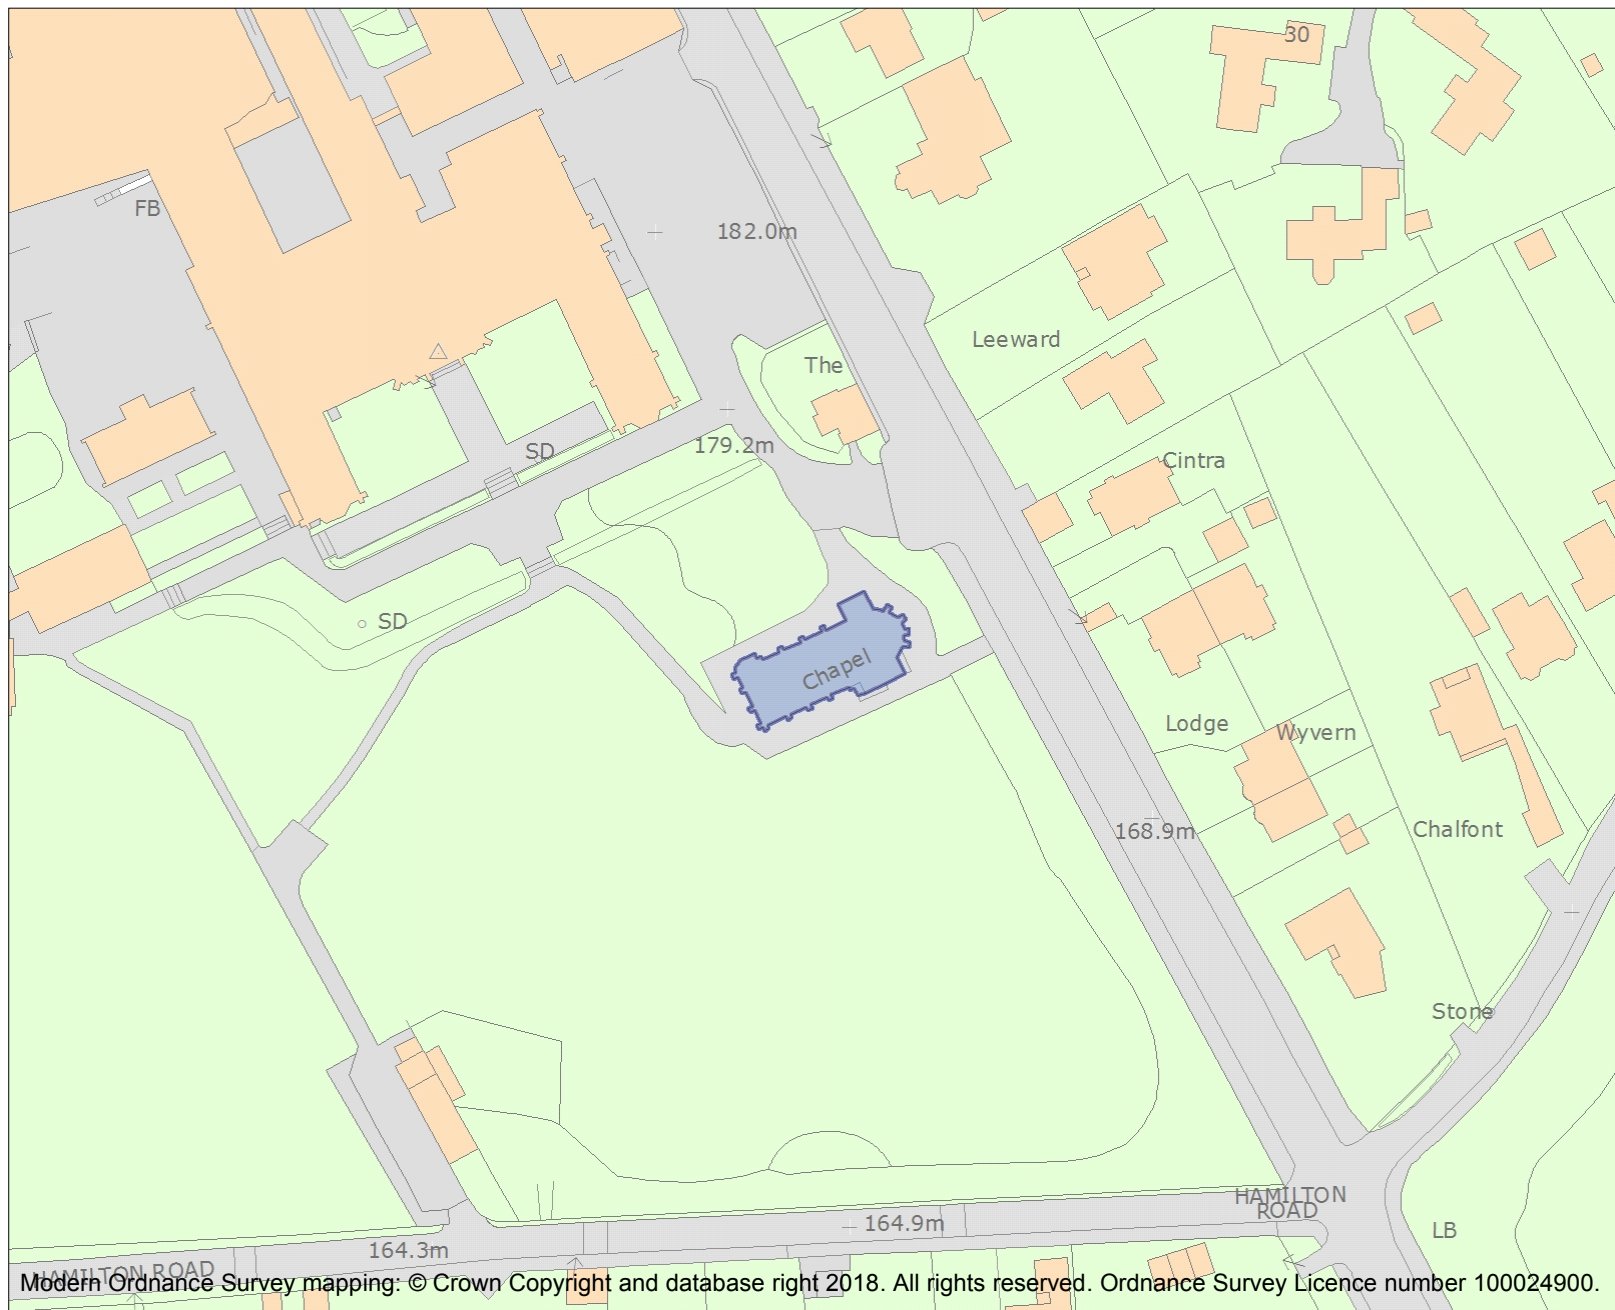 30
FB
182.0m
Leeward
The
179.2m
SD
Cintra
SD
Chapel
Lodge
Wyvern
168.9m
Chalfont
Stone
HAMILTON
ROAD
164.9m
LB
164.3m
HAMILTON ROAD
Modern Ordnance Survey mapping: © Crown Copyright and database right 2018. All rights reserved. Ordnance Survey Licence number 100024900.